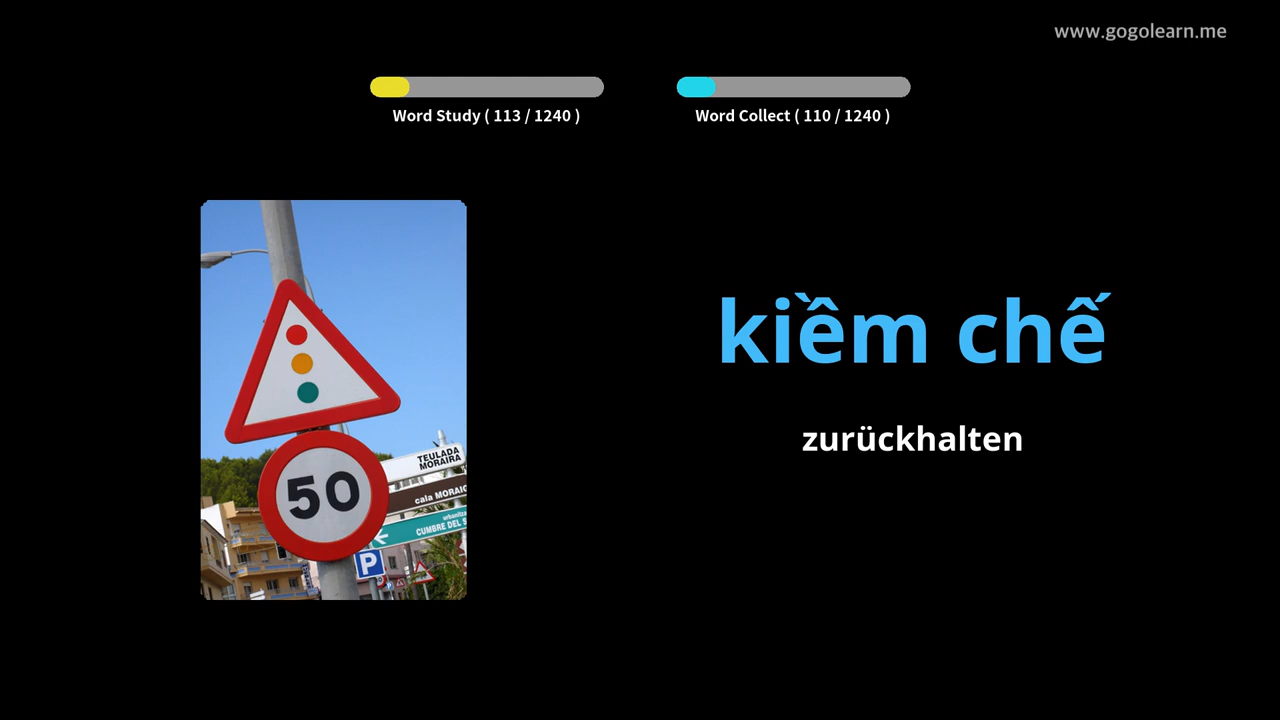 www.gogolearn.me
Word Study ( 113 / 1240 )
Word Collect ( 110 / 1240 )
kiềm chế
zurückhalten
TEULADA
MORAIRA
cala MORAIG
CUMBRE DEL S
50
P